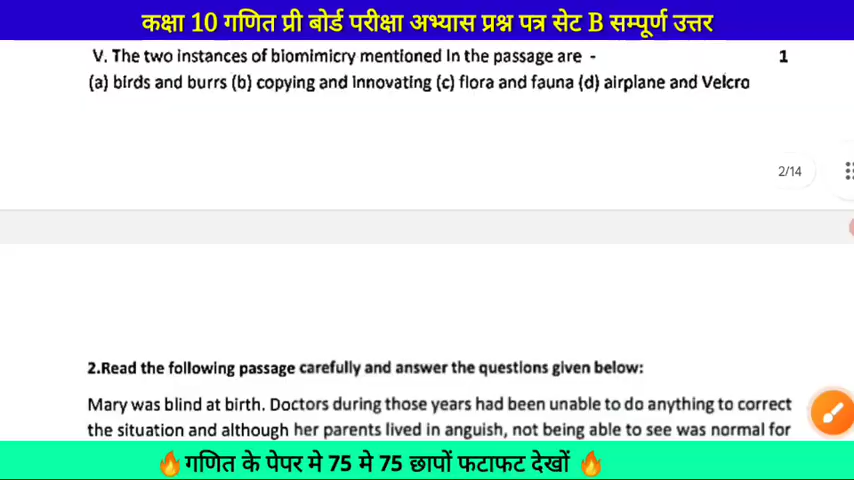 कक्षा 10 गणित प्री बोर्ड परीक्षा अभ्यास प्रश्न पत्र सेट B सम्पूर्ण उत्तर
V. The two instances of biomimicry mentioned In the passage are - 1
(a) birds and burrs (b) copying and innovating (c) flora and fauna (d) airplane and Velcro
2/14
2.Read the following passage carefully and answer the questions given below:
Mary was blind at birth. Doctors during those years had been unable to do anything to correct
the situation and although her parents lived in anguish, not being able to see was normal for
🔥गणित के पेपर मे 75 मे 75 छापों फटाफट देखों 🔥